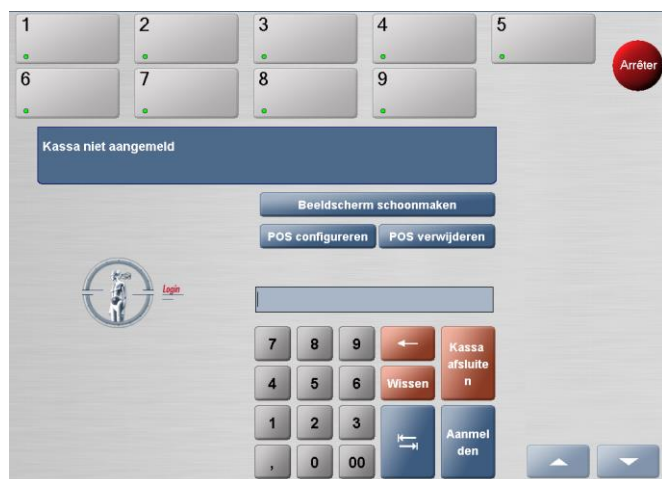 1 2 3 4 5
Arrêter
6 7 8 9
Kassa niet aangemeld
Beeldscherm schoonmaken
POS configureren POS verwijderen
Login
7 8 9 ← Kassa
afsluite
n
4 5 6 Wissen
1 2 3 Aanmel
den
, 0 00